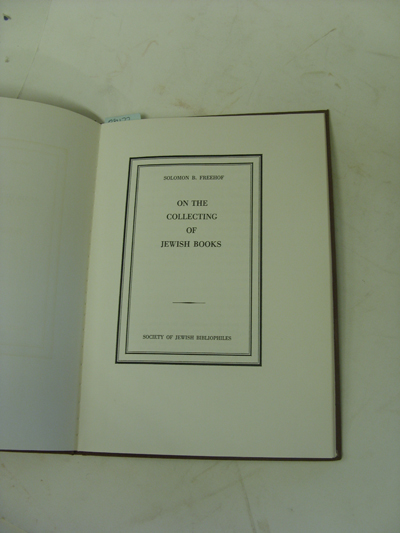 SOLOMON B. FREEHOF
ON THE
COLLECTING
OF
JEWISH BOOKS
SOCIETY OF JEWISH BIBLIOPHILES